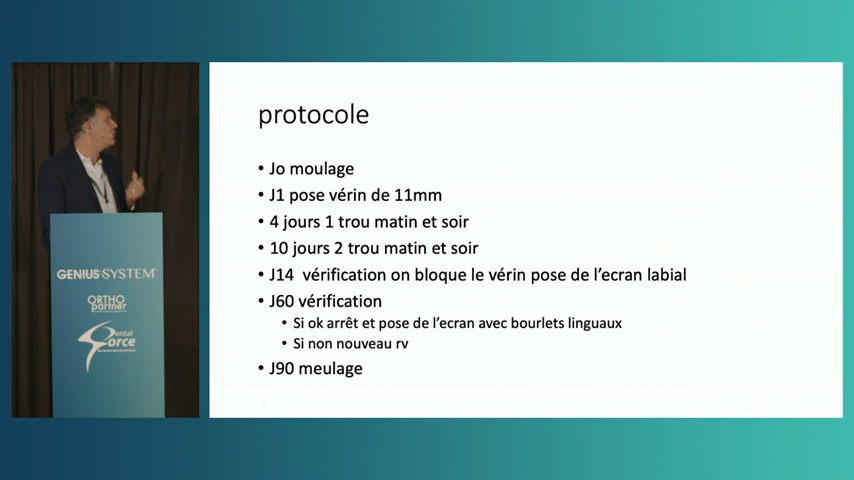 protocole
• Jo moulage
• J1 pose vérin de 11mm
• 4 jours 1 trou matin et soir
• 10 jours 2 trou matin et soir
• J14 vérification on bloque le vérin pose de l'ecran labial
• J60 vérification
• Si ok arrêt et pose de l'ecran avec bourlets linguaux
• Si non nouveau rv
• J90 meulage
GENIUS SYSTEM
ORTHO
partner
Dental
Force